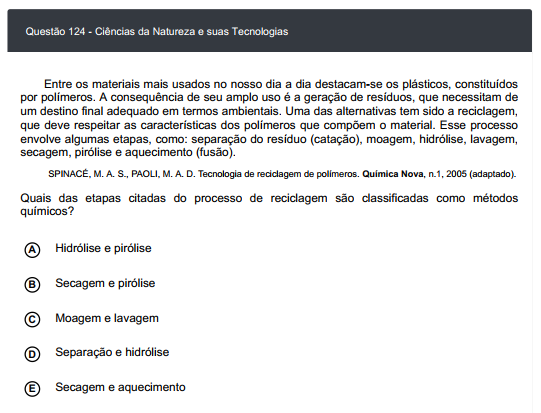 Questão 124 - Ciências da Natureza e suas Tecnologias
Entre os materiais mais usados no nosso dia a dia destacam-se os plásticos, constituídos
por polímeros. A consequência de seu amplo uso é a geração de resíduos, que necessitam de
um destino final adequado em termos ambientais. Uma das alternativas tem sido a reciclagem,
que deve respeitar as características dos polímeros que compõem o material. Esse processo
envolve algumas etapas, como: separação do resíduo (catação), moagem, hidrólise, lavagem,
secagem, pirólise e aquecimento (fusão).
SPINACÉ, M. A. S., PAOLI, M. A. D. Tecnologia de reciclagem de polímeros. Química Nova, n.1, 2005 (adaptado).
Quais das etapas citadas do processo de reciclagem são classificadas como métodos
químicos?
A Hidrólise e pirólise
B Secagem e pirólise
C Moagem e lavagem
D Separação e hidrólise
E Secagem e aquecimento